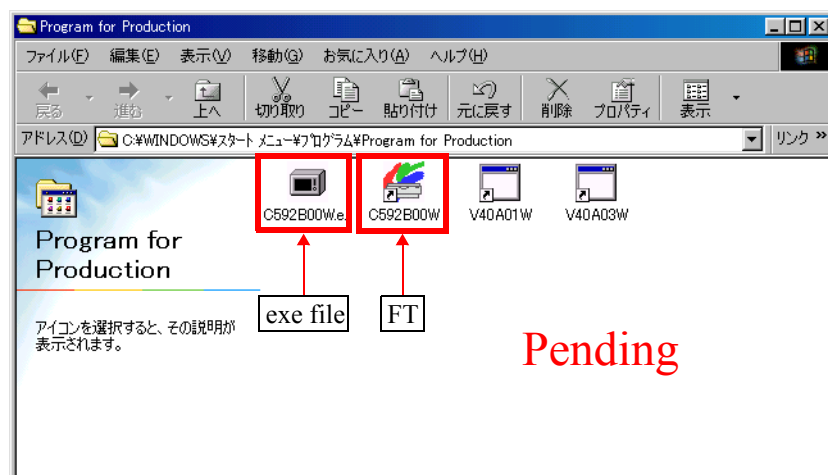 Program for Production
ファイル(F) 編集(E) 表示(V) 移動(G) お気に入り(A) ヘルプ(H)
戻る 進む 上へ 切り取り コピー 貼り付け 元に戻す 削除 プロパティ 表示
アドレス(D) C:¥WINDOWS¥スタート メニュー¥プログラム¥Program for Production リンク »
C592B00W.e. C592B00W V40A01W V40A03W
Program for
Production
exe file FT
アイコンを選択すると、その説明が
表示されます。
Pending